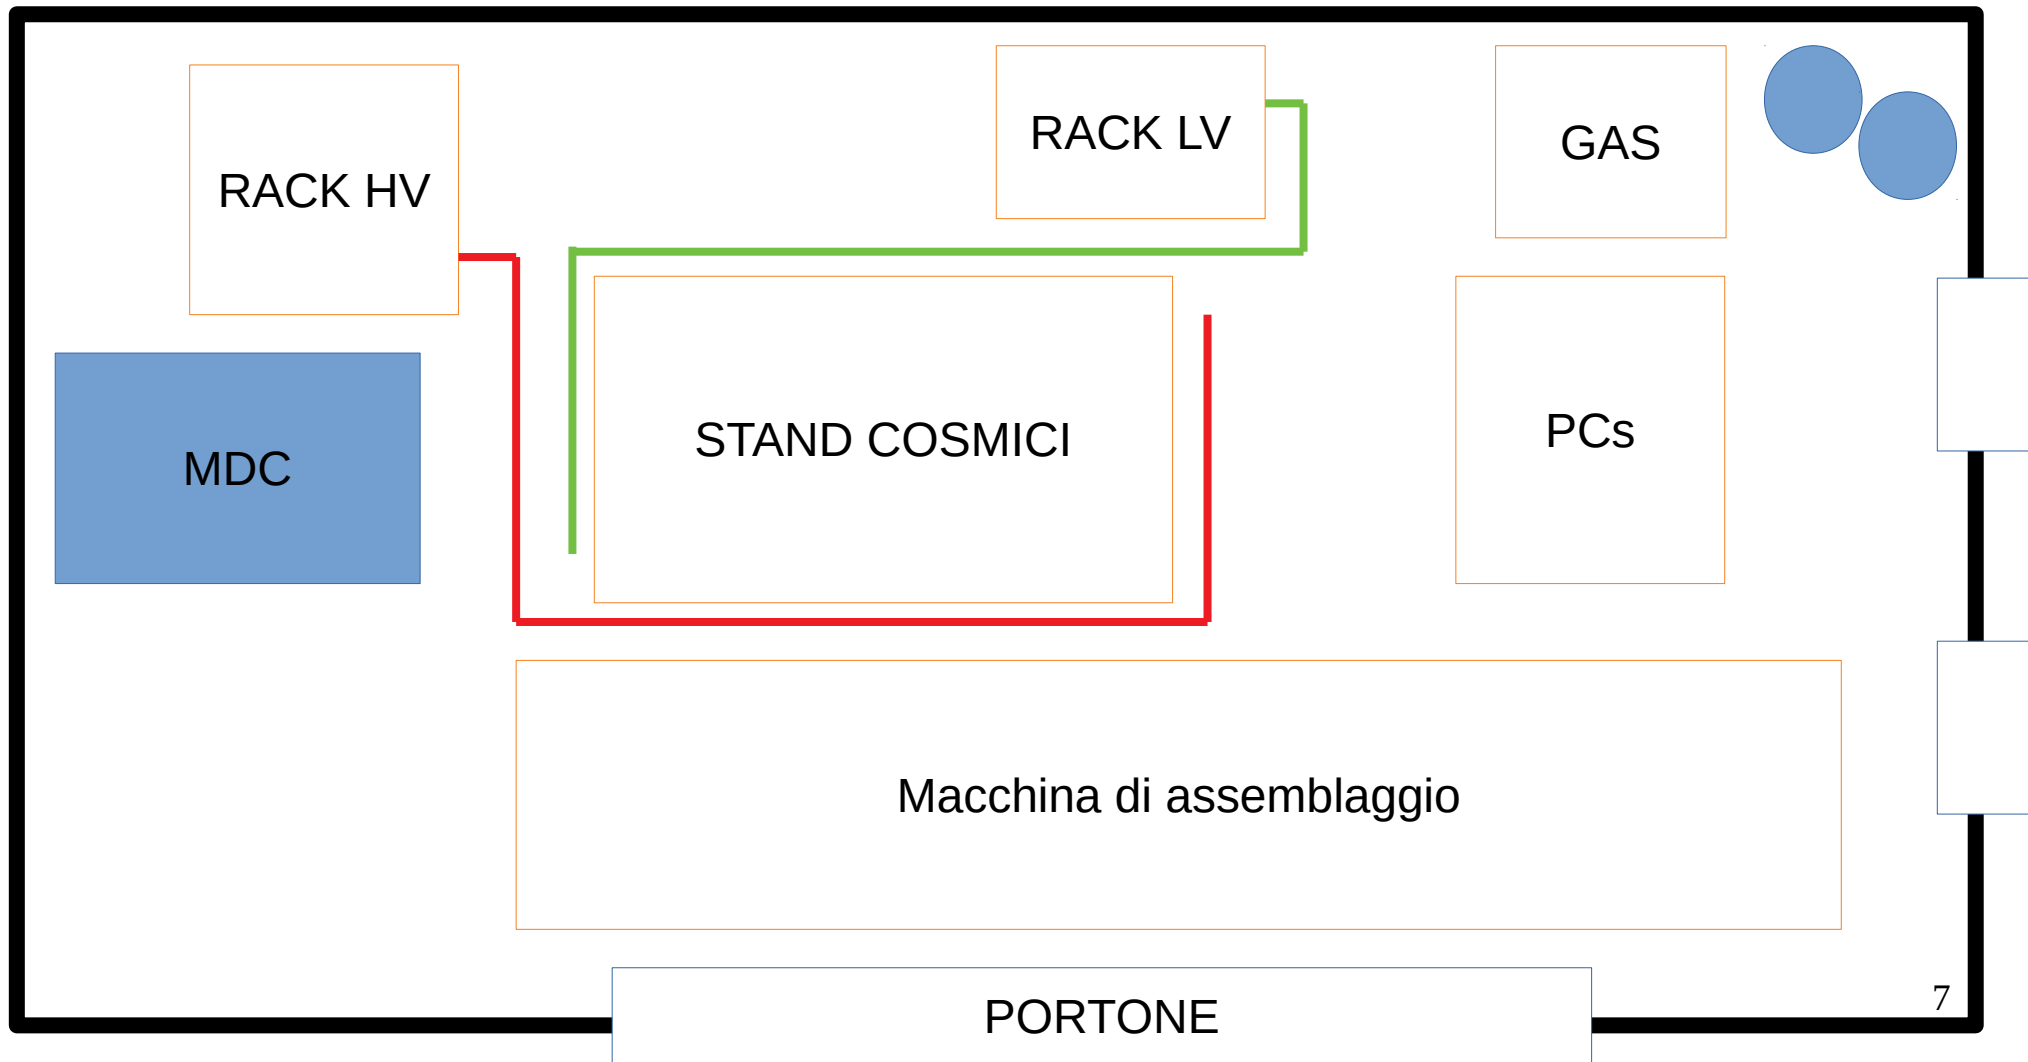 RACK HV
RACK LV
GAS
MDC
STAND COSMICI
PCs
Macchina di assemblaggio
PORTONE
7